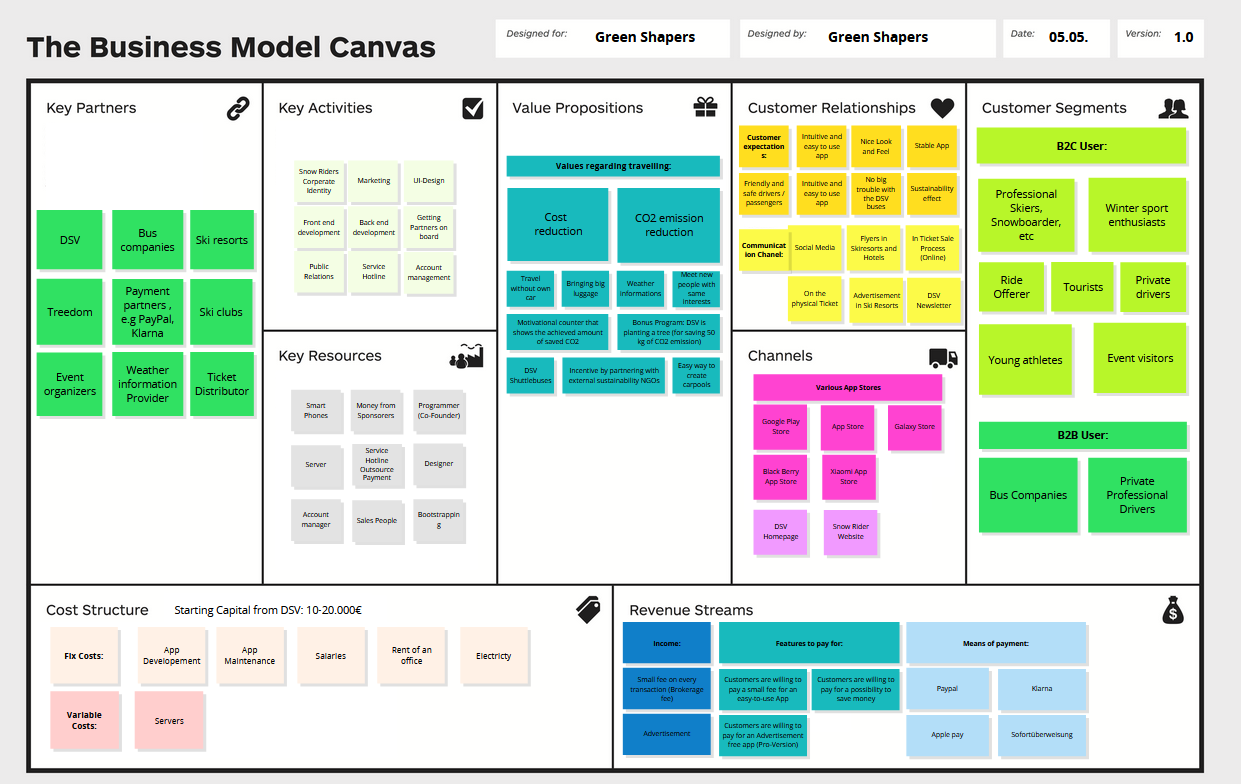 The Business Model Canvas
Designed for:
Green Shapers
Designed by:
Green Shapers
Date:
05.05.
Version:
1.0
Key Partners
DSV
Bus
companies
Ski resorts
Treedom
Payment
partners ,
e.g PayPal,
Klarna
Ski clubs
Event
organizers
Weather
information
Provider
Ticket
Distributor
Key Activities
Snow Riders
Corperate
Identity
Marketing
UI-Design
Front end
development
Back end
development
Getting
Partners on
board
Public
Relations
Service
Hotline
Account
management
Key Resources
Smart
Phones
Money from
Sponsorers
Programmer
(Co-Founder)
Server
Service
Hotline
Outsource
Payment
Designer
Account
manager
Sales People
Bootstrappin
g
Value Propositions
Values regarding travelling:
Cost
reduction
CO2 emission
reduction
Travel
without own
car
Bringing big
luggage
Weather
informations
Meet new
people with
same
interests
Motivational counter that
shows the achieved amount
of saved CO2
Bonus Program: DSV is
planting a tree (for saving 50
kg of CO2 emission)
DSV
Shuttlebuses
Incentive by partnering with
external sustainability NGOs
Easy way to
create
carpools
Customer Relationships
Customer
expectation
s:
Intuitive and
easy to use
app
Nice Look
and Feel
Stable App
Friendly and
safe drivers /
passengers
Intuitive and
easy to use
app
No big
trouble with
the DSV
buses
Sustainability
effect
Communicat
ion Chanel:
Social Media
Flyers in
Skiresorts and
Hotels
In Ticket Sale
Process
(Online)
On the
physical Ticket
Advertisement
in Ski Resorts
DSV
Newsletter
Channels
Various App Stores
Google Play
Store
App Store
Galaxy Store
Black Berry
App Store
Xiaomi App
Store
DSV
Homepage
Snow Rider
Website
Customer Segments
B2C User:
Professional
Skiers,
Snowboarder,
etc
Winter sport
enthusiasts
Ride
Offerer
Tourists
Private
drivers
Young athletes
Event visitors
B2B User:
Bus Companies
Private
Professional
Drivers
Cost Structure
Starting Capital from DSV: 10-20.000€
Fix Costs:
App
Developement
App
Maintenance
Salaries
Rent of an
office
Electricty
Variable
Costs:
Servers
Revenue Streams
Income:
Features to pay for:
Means of payment:
Small fee on every
transaction (Brokerage
fee)
Customers are willing to
pay a small fee for an
easy-to-use App
Customers are willing to
pay for a possibility to
save money
Paypal
Klarna
Advertisement
Customers are willing to
pay for an Advertisement
free app (Pro-Version)
Apple pay
Sofortüberweisung